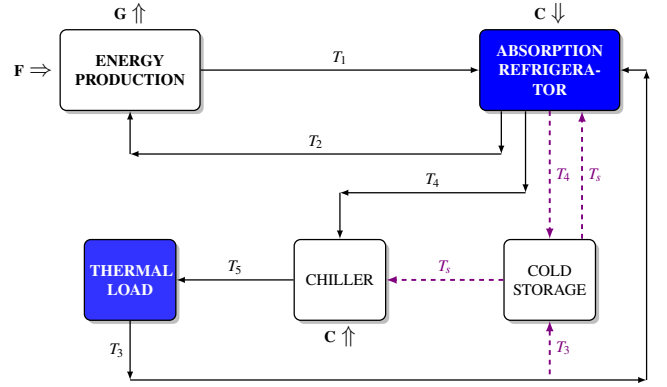 G ⇑
C ⇓
F ⇒
ENERGY
PRODUCTION
T1
ABSORPTION
REFRIGERA-
TOR
T2
T4
T4
Ts
THERMAL
LOAD
T5
CHILLER
Ts
COLD
STORAGE
C ⇑
T3
T3